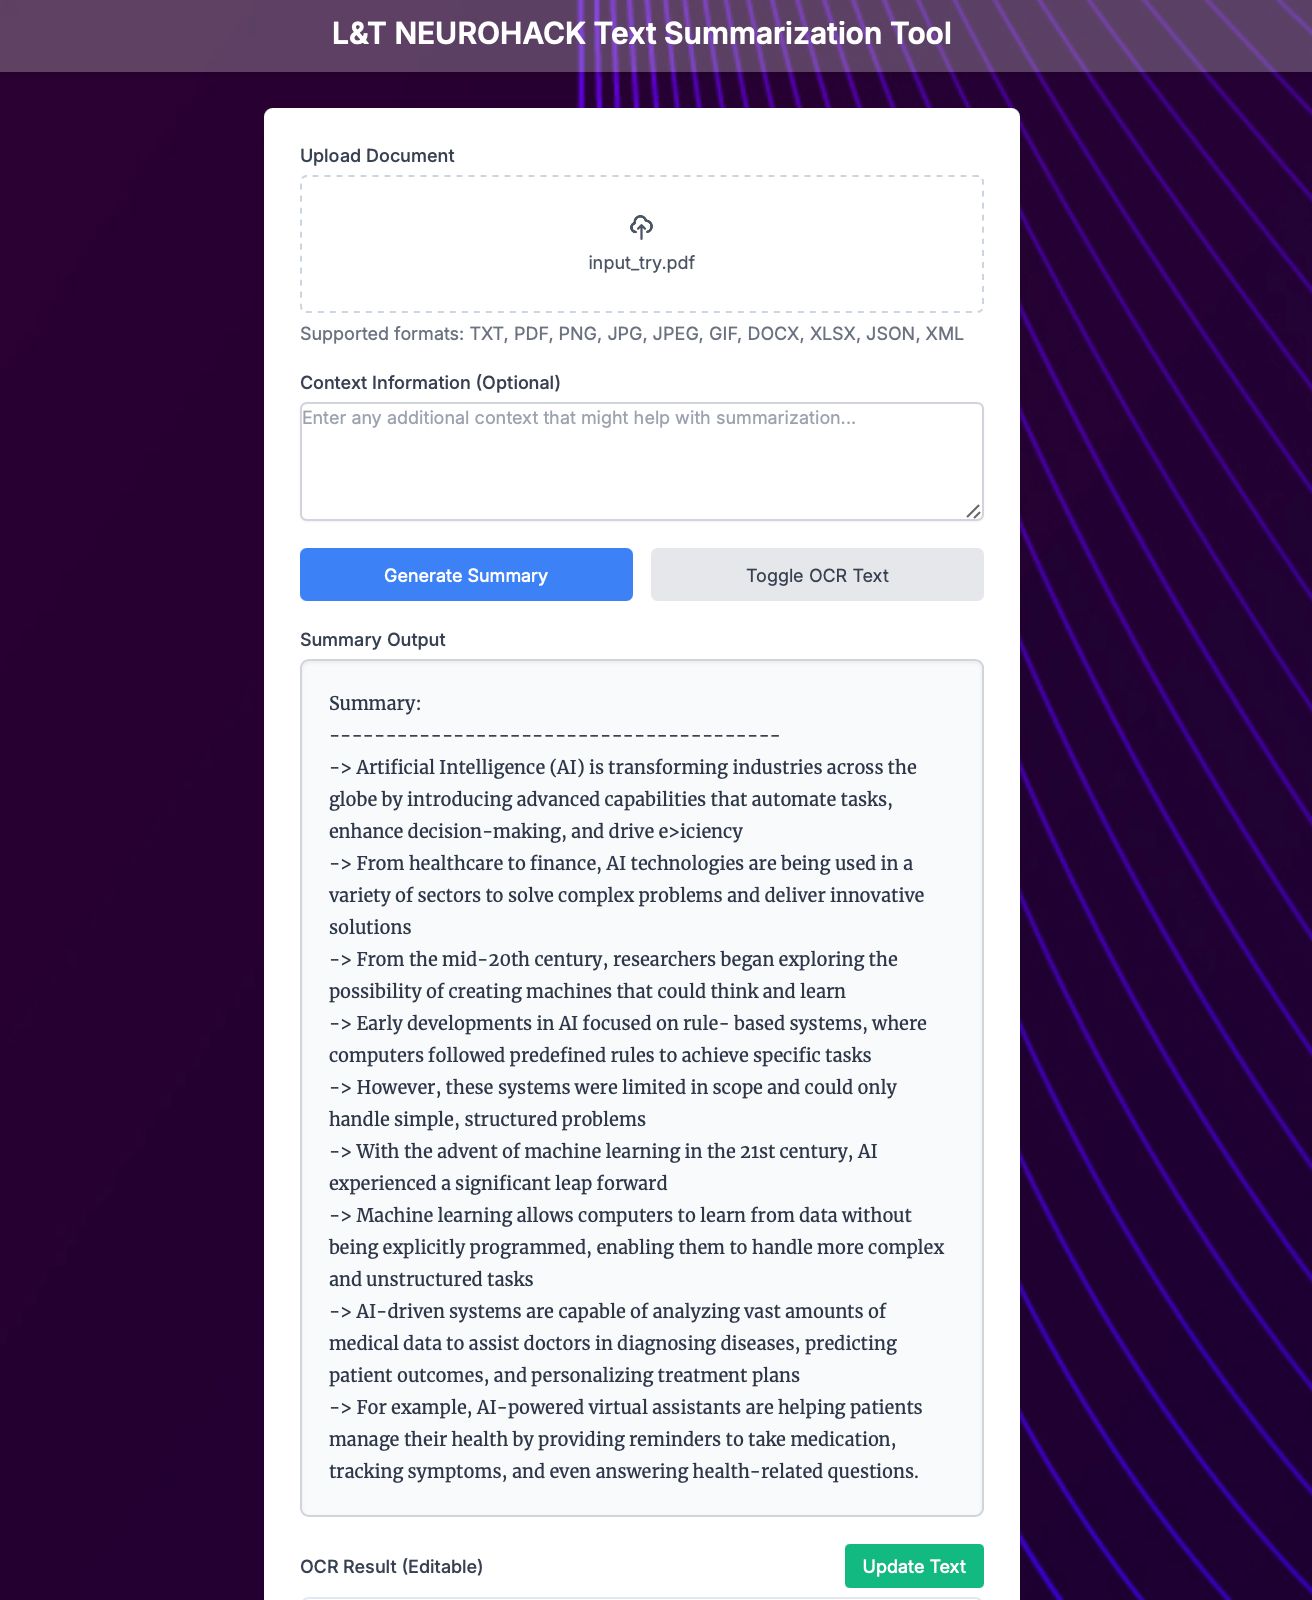 L&T NEUROHACK Text Summarization Tool
Upload Document
input_try.pdf
Supported formats: TXT, PDF, PNG, JPG, JPEG, GIF, DOCX, XLSX, JSON, XML
Context Information (Optional)
Enter any additional context that might help with summarization...
Generate Summary
Toggle OCR Text
Summary Output
Summary:
----------------------------------------
-> Artificial Intelligence (AI) is transforming industries across the
globe by introducing advanced capabilities that automate tasks,
enhance decision-making, and drive e>iciency
-> From healthcare to finance, AI technologies are being used in a
variety of sectors to solve complex problems and deliver innovative
solutions
-> From the mid-20th century, researchers began exploring the
possibility of creating machines that could think and learn
-> Early developments in AI focused on rule- based systems, where
computers followed predefined rules to achieve specific tasks
-> However, these systems were limited in scope and could only
handle simple, structured problems
-> With the advent of machine learning in the 21st century, AI
experienced a significant leap forward
-> Machine learning allows computers to learn from data without
being explicitly programmed, enabling them to handle more complex
and unstructured tasks
-> AI-driven systems are capable of analyzing vast amounts of
medical data to assist doctors in diagnosing diseases, predicting
patient outcomes, and personalizing treatment plans
-> For example, AI-powered virtual assistants are helping patients
manage their health by providing reminders to take medication,
tracking symptoms, and even answering health-related questions.
OCR Result (Editable)
Update Text